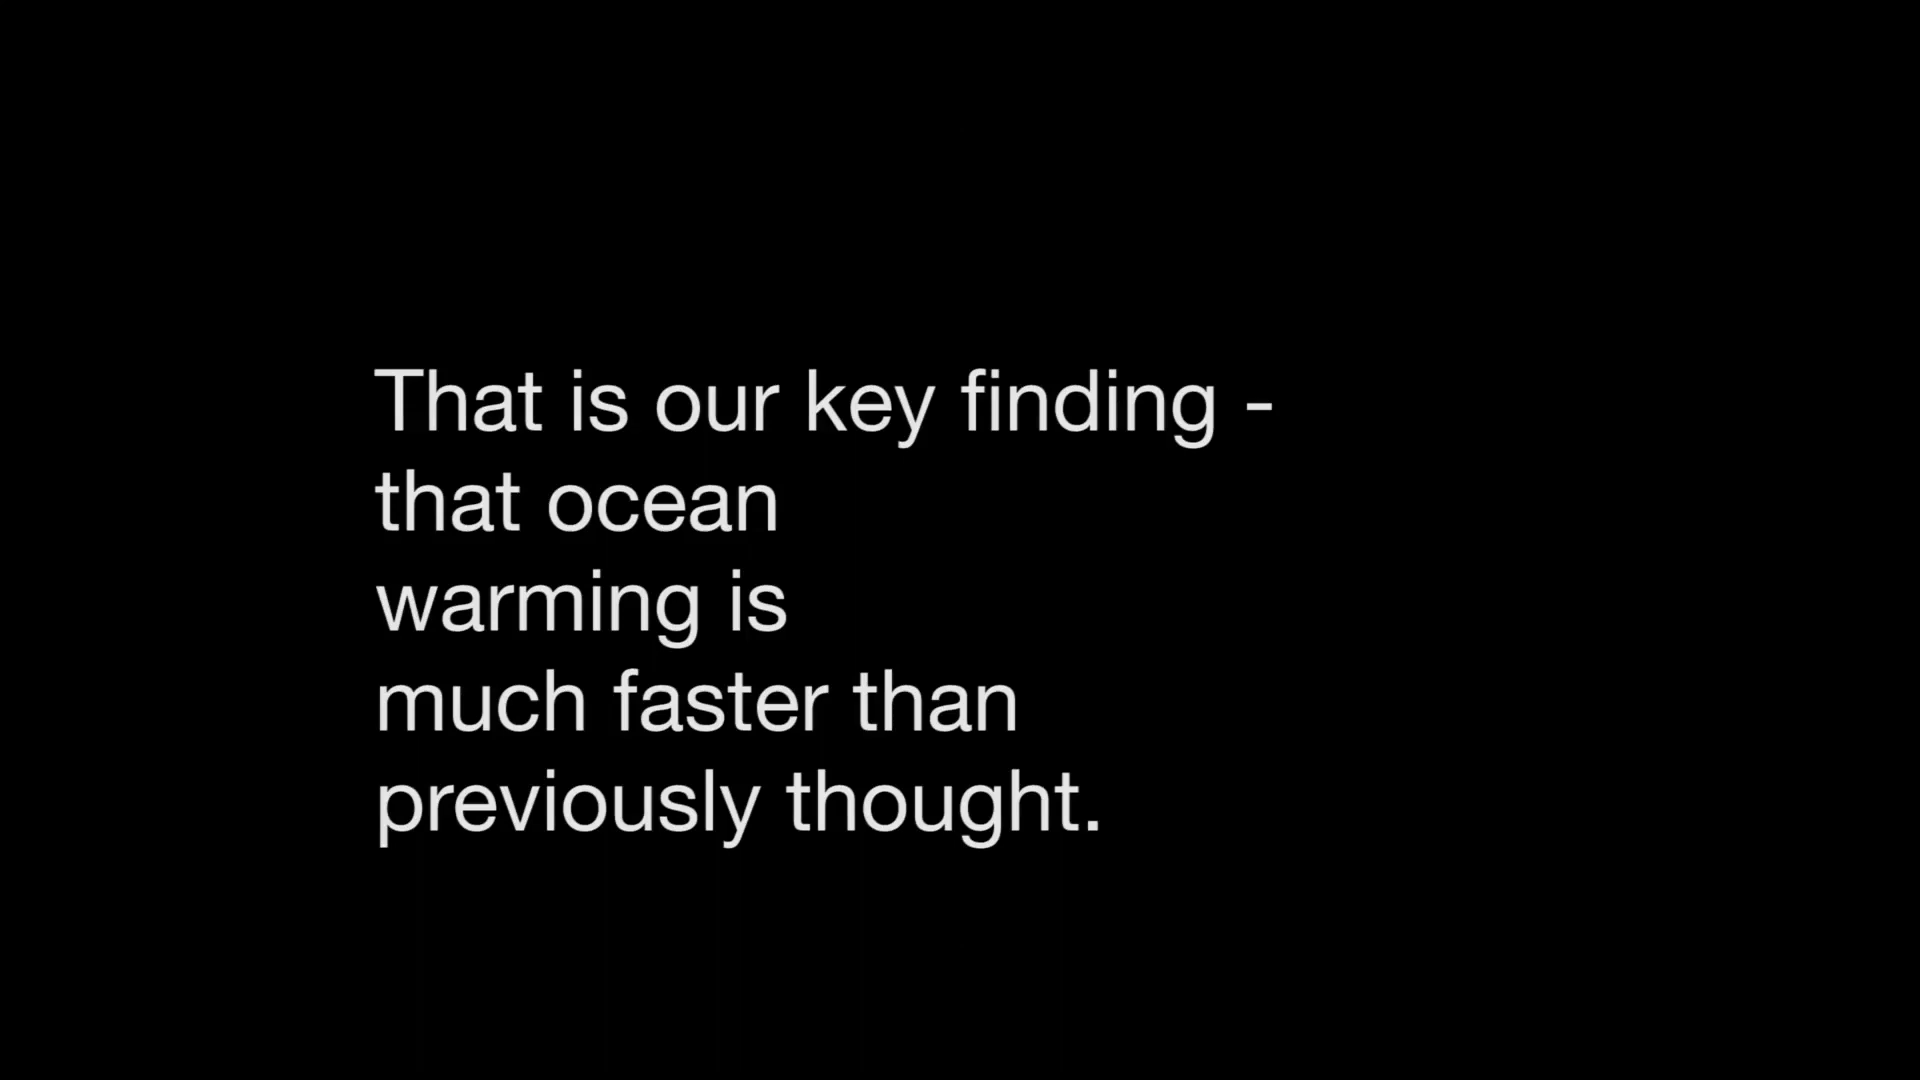 That is our key finding -
that ocean
warming is
much faster than
previously thought.